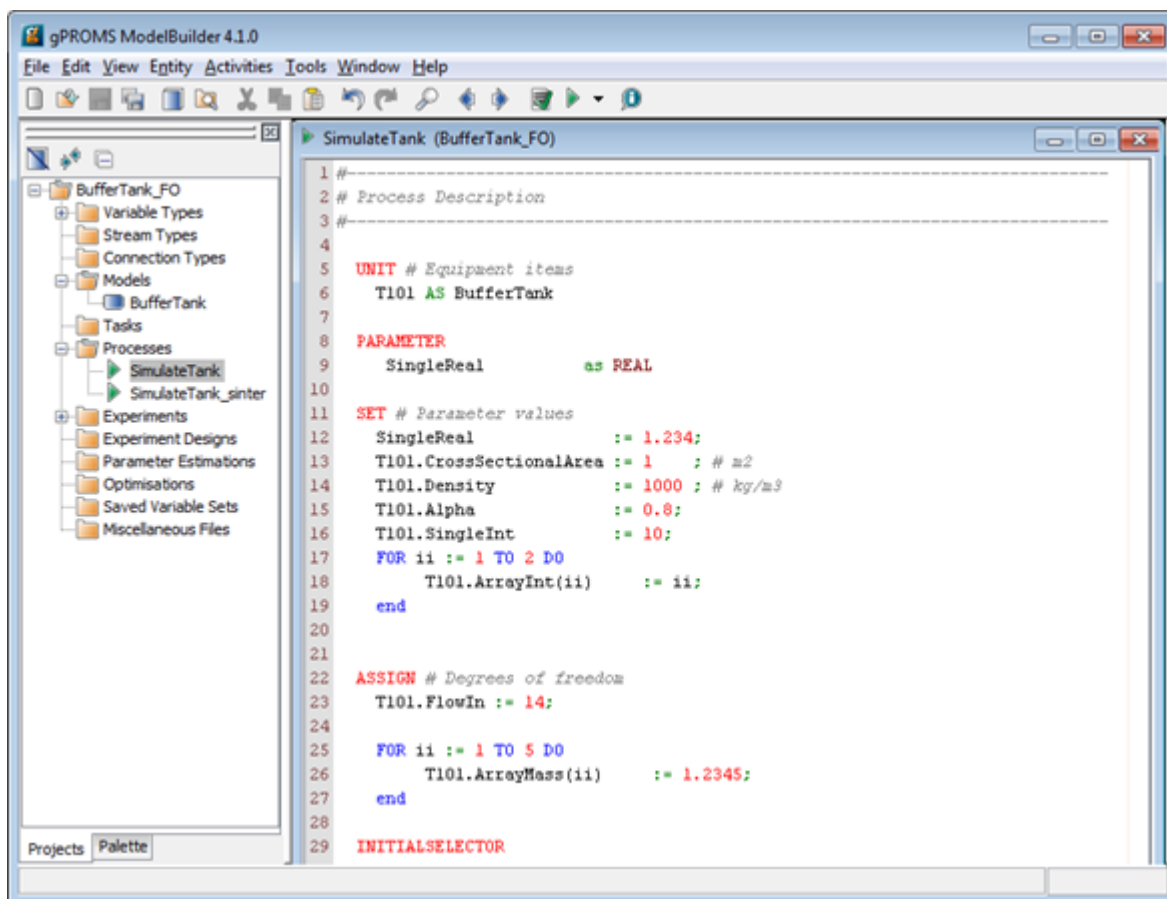 gPROMS ModelBuilder 4.1.0
File Edit View Entity Activities Tools Window Help
BufferTank_FO
Variable Types
Stream Types
Connection Types
Models
BufferTank
Tasks
Processes
SimulateTank
SimulateTank_sinter
Experiments
Experiment Designs
Parameter Estimations
Optimisations
Saved Variable Sets
Miscellaneous Files
Projects Palette
SimulateTank (BufferTank_FO)
1 #--------------------------------------------------------------------------------
2 # Process Description
3 #--------------------------------------------------------------------------------
4
5 UNIT # Equipment items
6 T101 AS BufferTank
7
8 PARAMETER
9 SingleReal as REAL
10
11 SET # Parameter values
12 SingleReal := 1.234;
13 T101.CrossSectionalArea := 1 ; # m2
14 T101.Density := 1000 ; # kg/m3
15 T101.Alpha := 0.8;
16 T101.SingleInt := 10;
17 FOR ii := 1 TO 2 DO
18 T101.ArrayInt(ii) := ii;
19 end
20
21
22 ASSIGN # Degrees of freedom
23 T101.FlowIn := 14;
24
25 FOR ii := 1 TO 5 DO
26 T101.ArrayMass(ii) := 1.2345;
27 end
28
29 INITIALSELECTOR